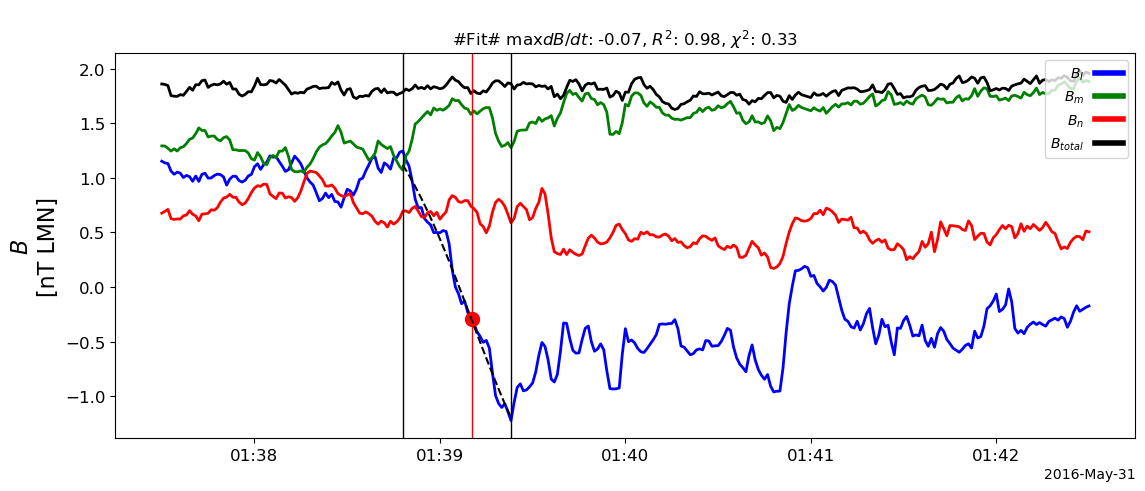 #Fit# maxdB/dt: -0.07, R²: 0.98, χ²: 0.33
B
[nT LMN]
2.0
1.5
1.0
0.5
0.0
−0.5
−1.0
B_l
B_m
B_n
B_total
01:38 01:39 01:40 01:41 01:42
2016-May-31